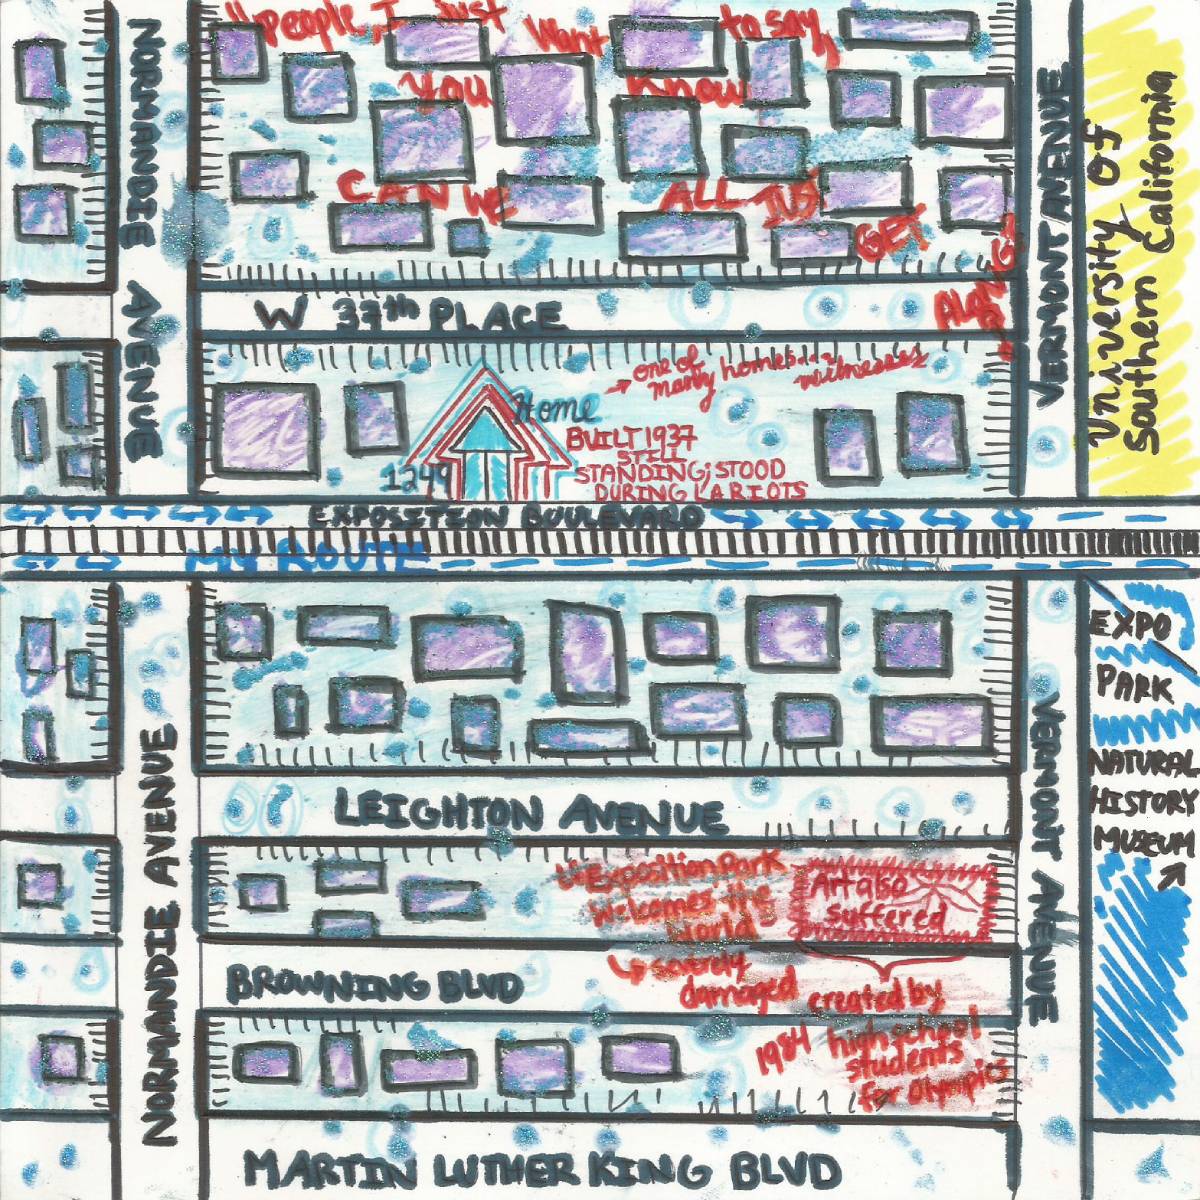 "People, I just
Want to say,
You Know
CAN WE
ALL JUST
GET
ALONG?
NORMANDIE AVENUE
W 37th PLACE
VERMONT AVENUE
University of
Southern California
→ one of
many homes...
witnesses
Home
1249
BUILT 1937
STILL
STANDING; STOOD
DURING LA RIOTS
EXPOSITION BOULEVARD
MY ROUTE
EXPO
PARK
NATURAL
HISTORY
MUSEUM
NORMANDIE AVENUE
LEIGHTON AVENUE
VERMONT AVENUE
Exposition Park
Welcomes the
World
↳ severely
damaged
Art also
suffered
created by
high school
students
for Olympics
1984
BROWNING BLVD
MARTIN LUTHER KING BLVD